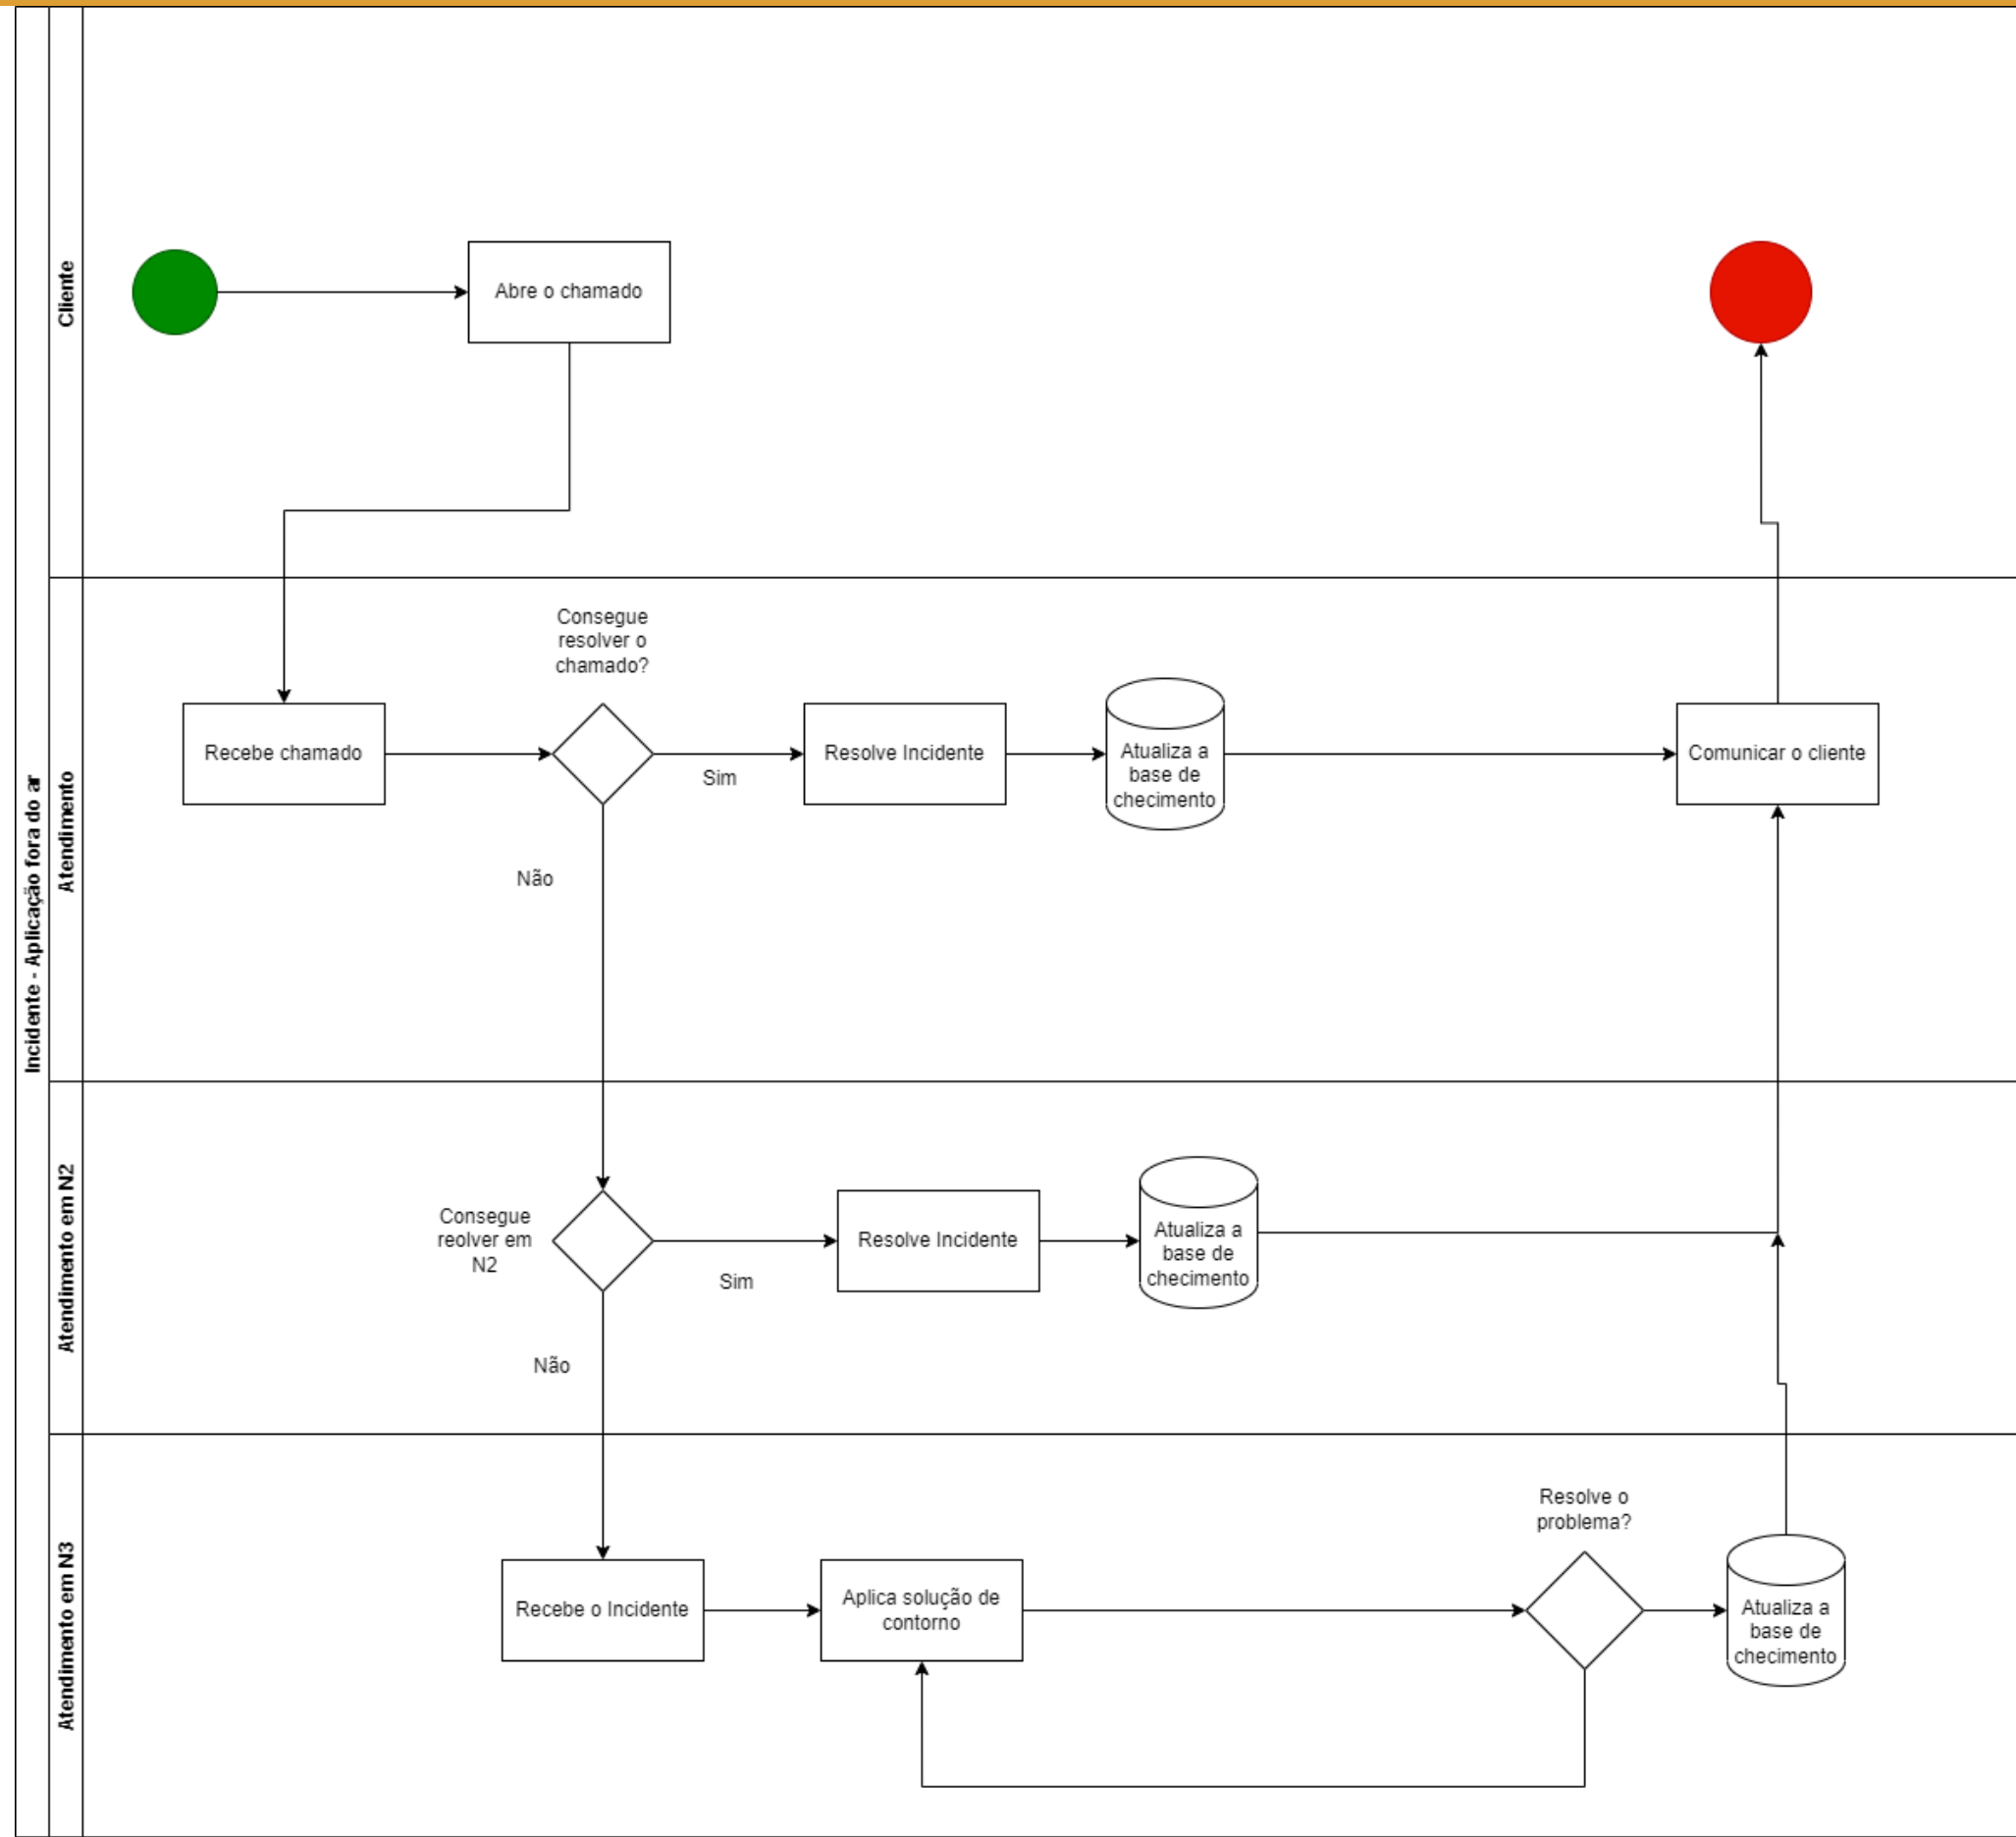 Incidente - Aplicação fora do ar
Cliente
Abre o chamado
Atendimento
Consegue
resolver o
chamado?
Recebe chamado
Sim
Resolve Incidente
Atualiza a
base de
checimento
Comunicar o cliente
Não
Atendimento em N2
Consegue
reolver em
N2
Sim
Resolve Incidente
Atualiza a
base de
checimento
Não
Atendimento em N3
Recebe o Incidente
Aplica solução de
contorno
Resolve o
problema?
Atualiza a
base de
checimento